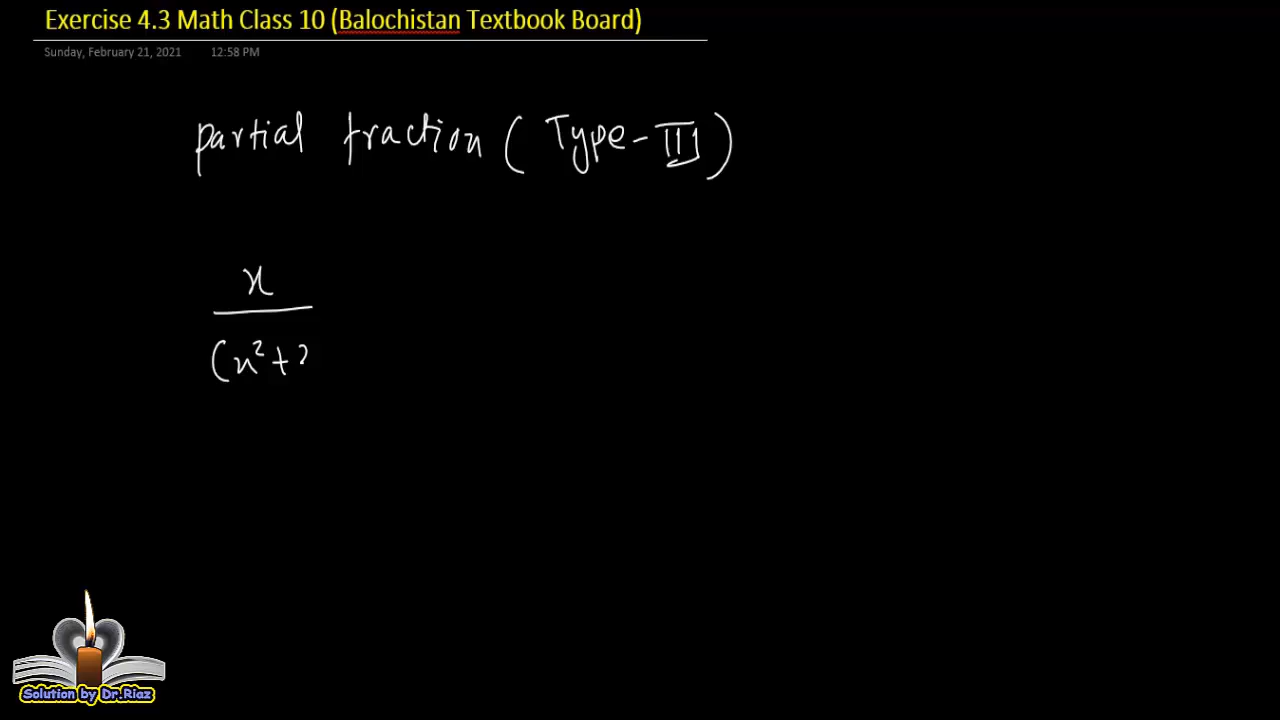 Exercise 4.3 Math Class 10 (Balochistan Textbook Board)
Sunday, February 21, 2021 12:58 PM
partial fraction (Type-III)
x
(x² +
Solution by Dr.Riaz